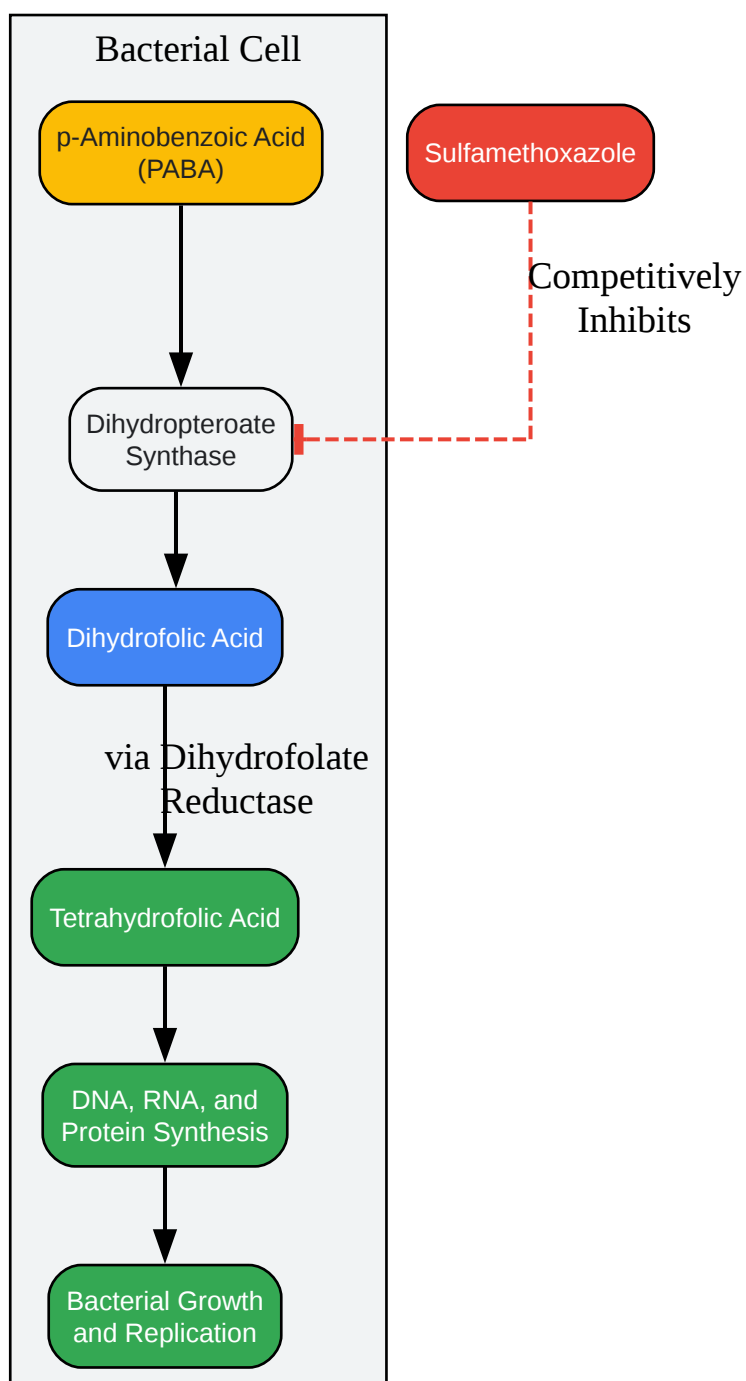 Bacterial Cell
p-Aminobenzoic Acid
(PABA)
Sulfamethoxazole
Competitively
Inhibits
Dihydropteroate
Synthase
Dihydrofolic Acid
via Dihydrofolate
Reductase
Tetrahydrofolic Acid
DNA, RNA, and
Protein Synthesis
Bacterial Growth
and Replication